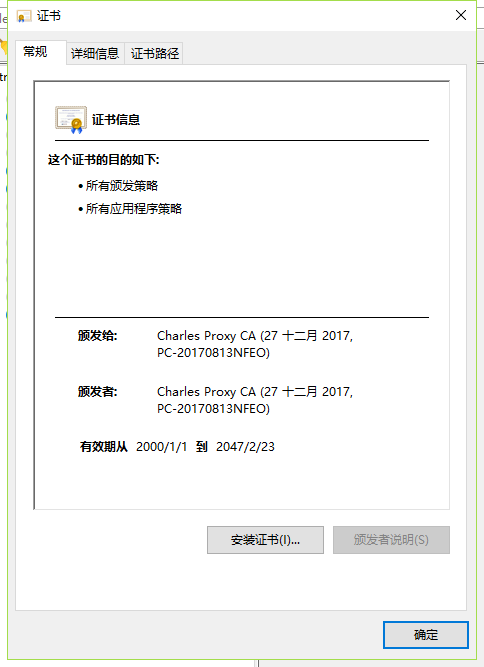 证书
常规 详细信息 证书路径
证书信息
这个证书的目的如下:
• 所有颁发策略
• 所有应用程序策略
颁发给: Charles Proxy CA (27 十二月 2017,
PC-20170813NFEO)
颁发者: Charles Proxy CA (27 十二月 2017,
PC-20170813NFEO)
有效期从 2000/1/1 到 2047/2/23
安装证书(I)... 颁发者说明(S)
确定